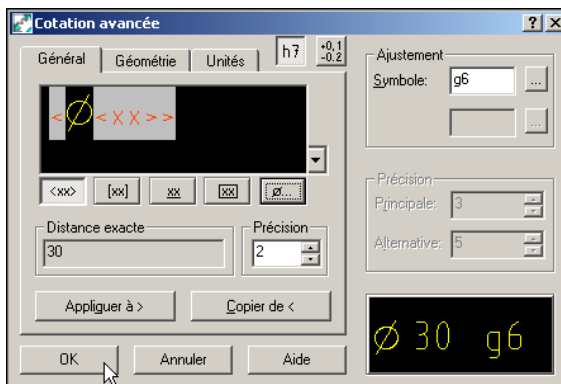 Cotation avancée
Général Géométrie Unités h7 +0,1 -0.2
<Ø<XX>>
<xx> [xx] xx xx Ø...
Distance exacte
30
Précision
2
Appliquer à > Copier de <
OK Annuler Aide
Ajustement
Symbole: g6 ...
...
Précision
Principale: 3
Alternative: 5
Ø 30 g6